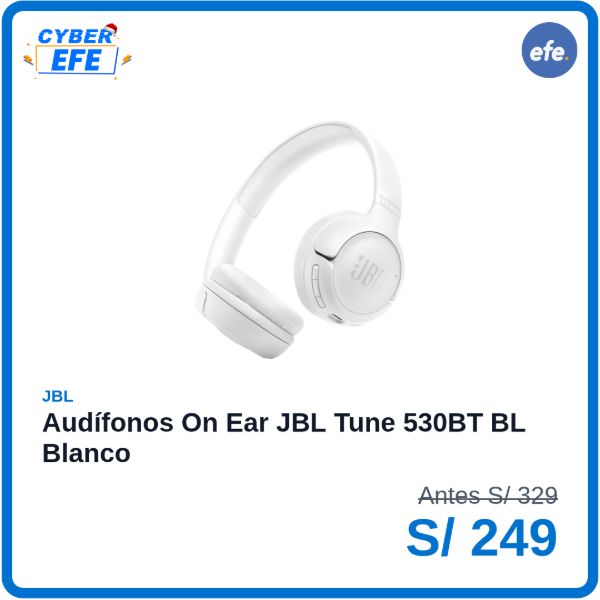 CYBER
EFE
efe.
JBL
JBL
Audífonos On Ear JBL Tune 530BT BL
Blanco
Antes S/ 329
S/ 249